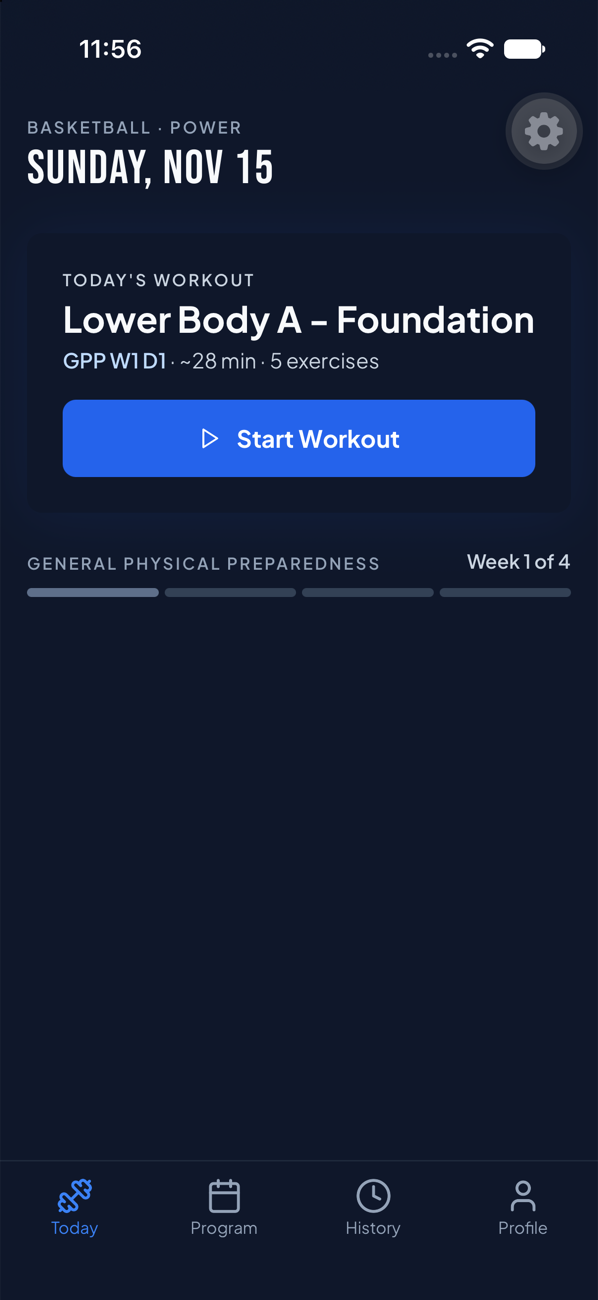 11:56
BASKETBALL · POWER
SUNDAY, NOV 15
TODAY'S WORKOUT
Lower Body A – Foundation
GPP W1 D1 · ~28 min · 5 exercises
Start Workout
GENERAL PHYSICAL PREPAREDNESS
Week 1 of 4
Today
Program
History
Profile